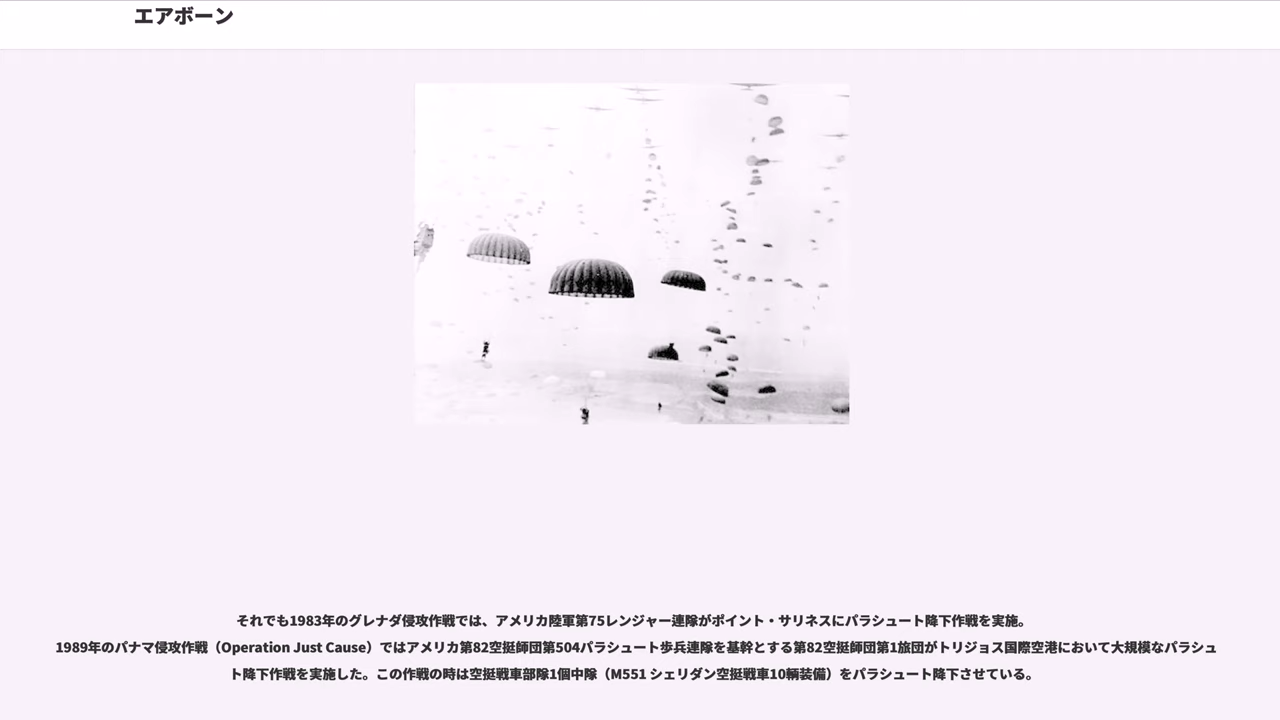 エアボーン
それでも1983年のグレナダ侵攻作戦では、アメリカ陸軍第75レンジャー連隊がポイント・サリネスにパラシュート降下作戦を実施。
1989年のパナマ侵攻作戦（Operation Just Cause）ではアメリカ第82空挺師団第504パラシュート歩兵連隊を基幹とする第82空挺師団第1旅団がトリジョス国際空港において大規模なパラシュ
ート降下作戦を実施した。この作戦の時は空挺戦車部隊1個中隊（M551 シェリダン空挺戦車10輌装備）をパラシュート降下させている。